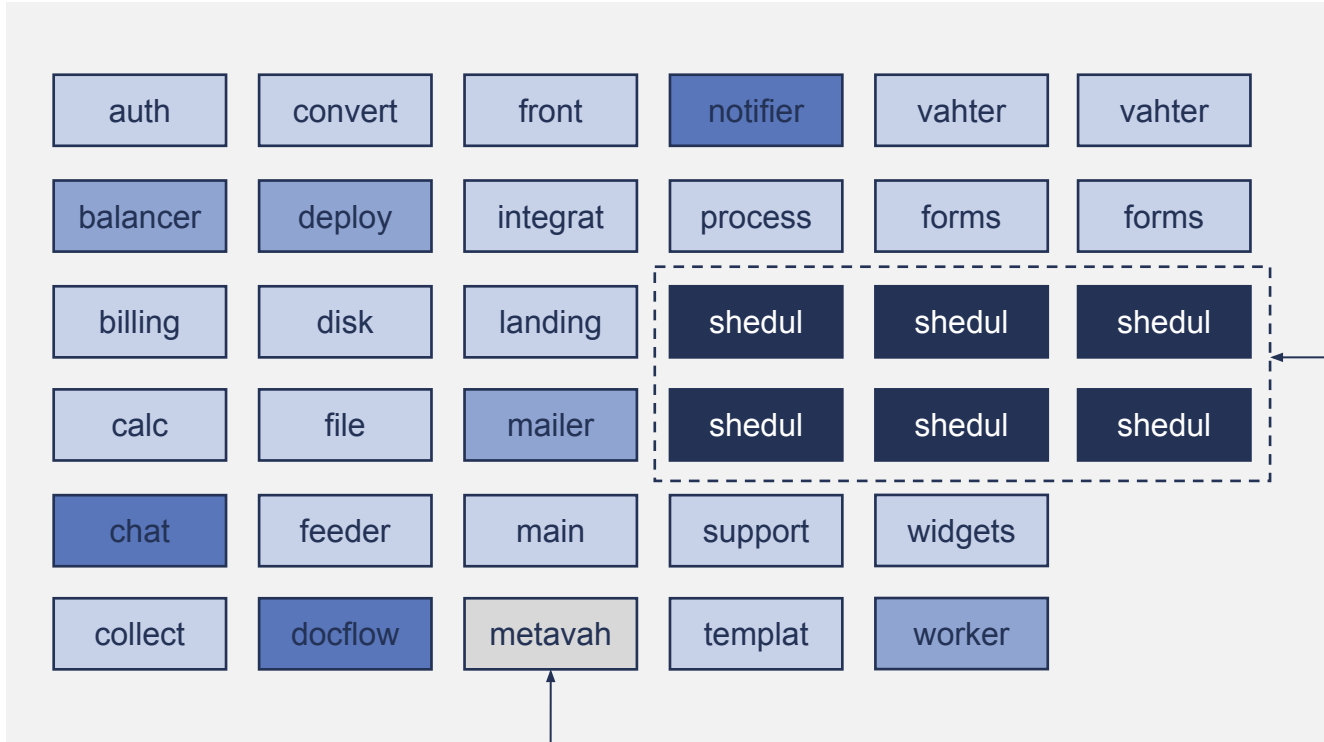 auth convert front notifier vahter vahter
balancer deploy integrat process forms forms
billing disk landing shedul shedul shedul
calc file mailer shedul shedul shedul
chat feeder main support widgets
collect docflow metavah templat worker